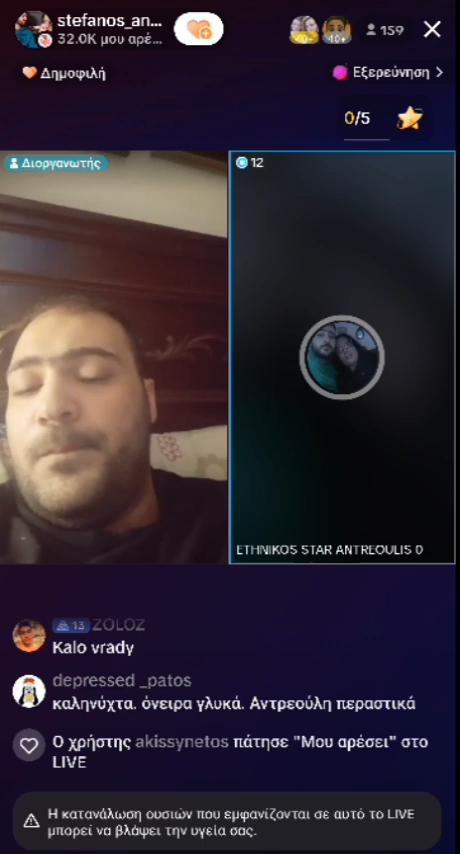 stefanos_an...
32.0K μου αρέ...
40+
40+
159
Δημοφιλή
Εξερεύνηση >
0/5
Διοργανωτής
12
ETHNIKOS STAR ANTREOULIS 0
13 ZOLOZ
Kalo vrady
depressed _patos
καληνύχτα. όνειρα γλυκά. Αντρεούλη περαστικά
Ο χρήστης akissynetos πάτησε "Μου αρέσει" στο
LIVE
Η κατανάλωση ουσιών που εμφανίζονται σε αυτό το LIVE
μπορεί να βλάψει την υγεία σας.